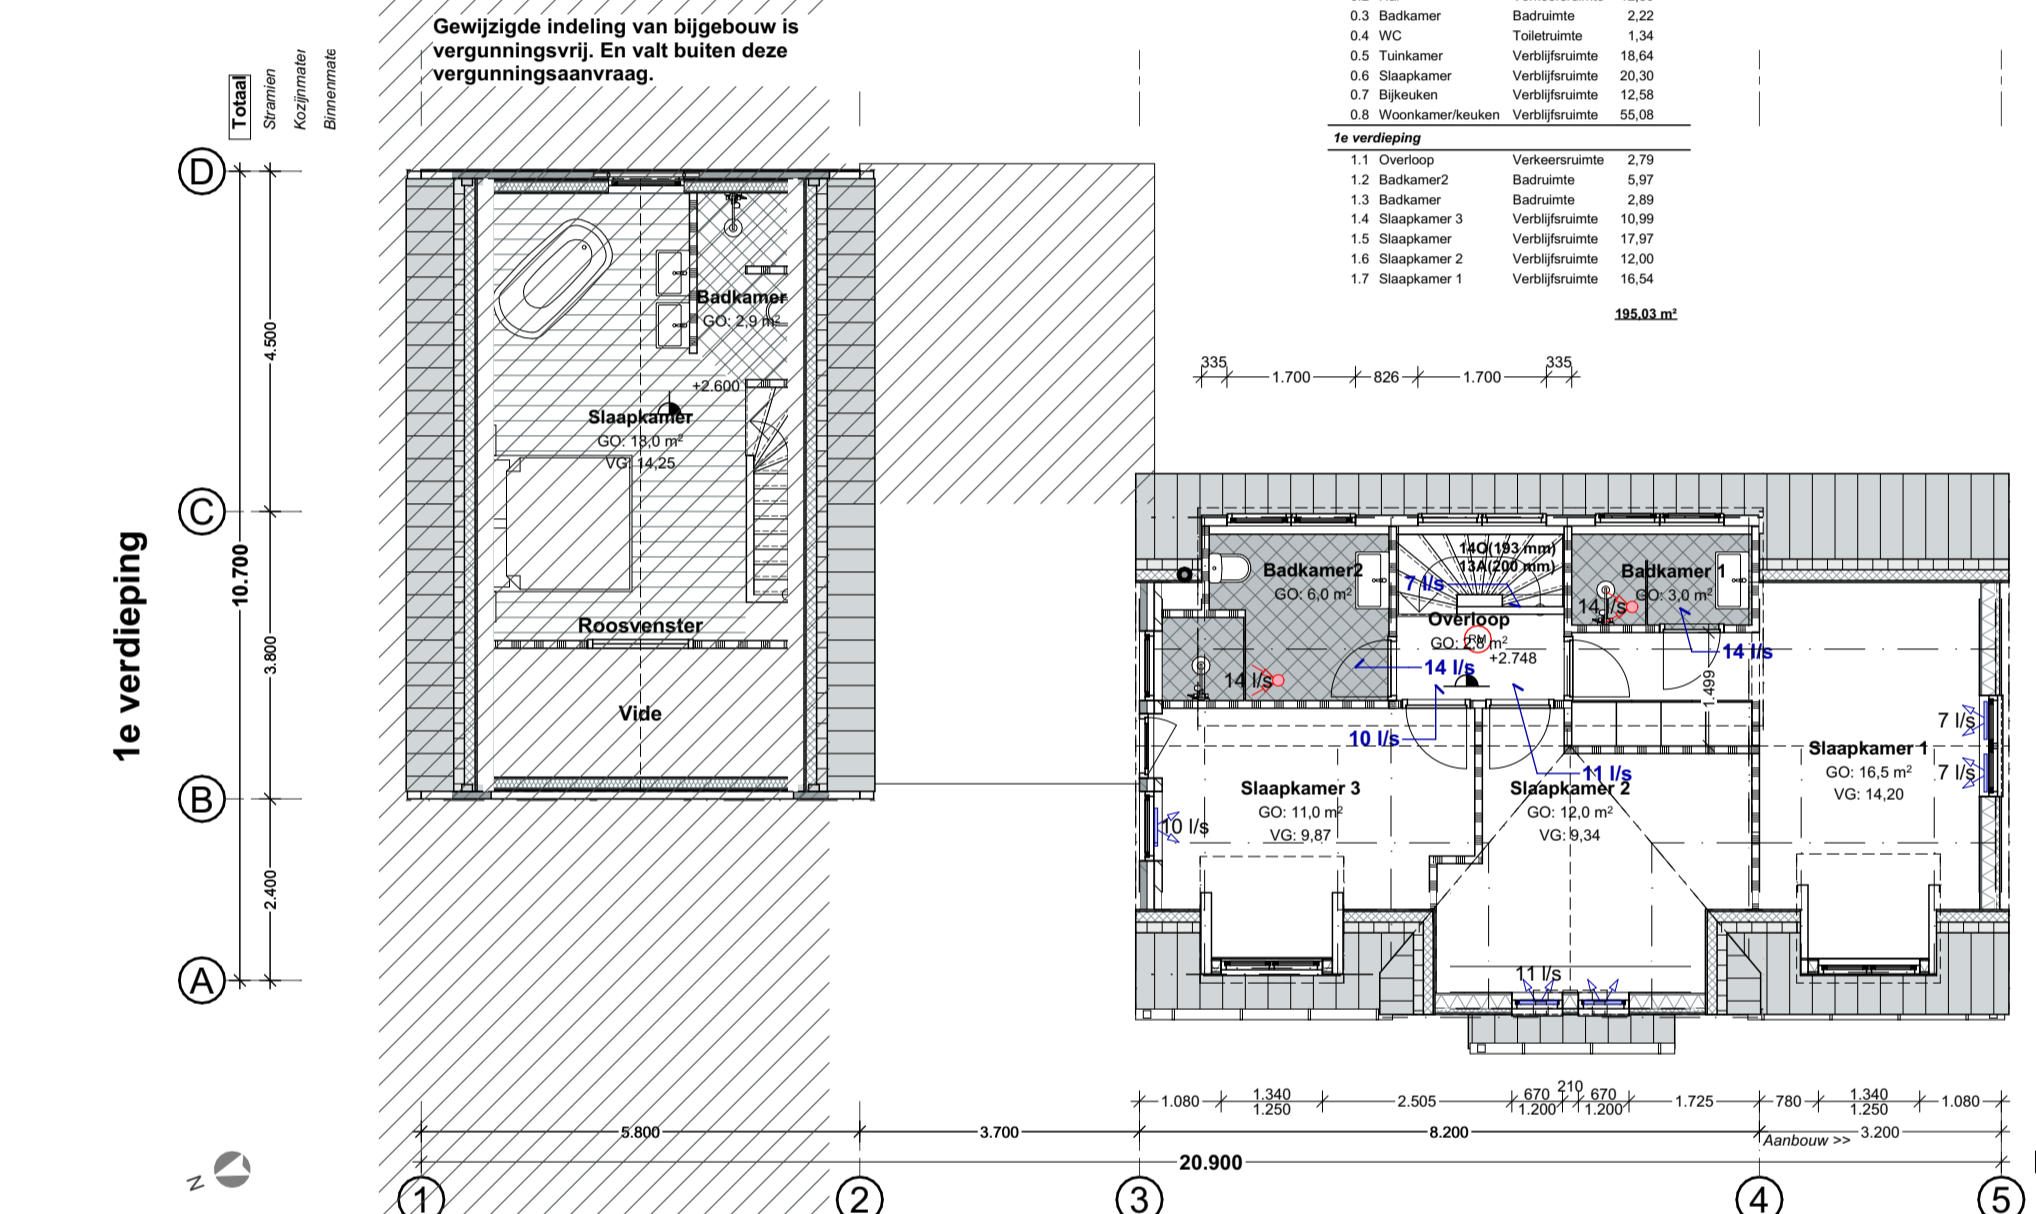 Gewijzigde indeling van bijgebouw is
vergunningsvrij. En valt buiten deze
vergunningsaanvraag.
0.3 Badkamer Badruimte 2,22
0.4 WC Toiletruimte 1,34
0.5 Tuinkamer Verblijfsruimte 18,64
0.6 Slaapkamer Verblijfsruimte 20,30
0.7 Bijkeuken Verblijfsruimte 12,58
0.8 Woonkamer/keuken Verblijfsruimte 55,08
1e verdieping
1.1 Overloop Verkeersruimte 2,79
1.2 Badkamer2 Badruimte 5,97
1.3 Badkamer Badruimte 2,89
1.4 Slaapkamer 3 Verblijfsruimte 10,99
1.5 Slaapkamer Verblijfsruimte 17,97
1.6 Slaapkamer 2 Verblijfsruimte 12,00
1.7 Slaapkamer 1 Verblijfsruimte 16,54
195,03 m²
Totaal
Stramien
1e verdieping
D
C
B
A
10.700
4.500
3.800
2.400
Badkamer
GO: 2,9 m²
+2.600
Slaapkamer
GO: 18,0 m²
VG: 14,25
Roosvenster
Vide
335 1.700 826 1.700 335
Badkamer2
GO: 6,0 m²
14 l/s
14 l/s
14O(193 mm)
13A(200 mm)
7 l/s
Overloop
GO: 2,8 m²
RM
+2.748
Badkamer 1
GO: 3,0 m²
14 l/s
14 l/s
1.499
10 l/s
11 l/s
Slaapkamer 3
GO: 11,0 m²
VG: 9,87
10 l/s
Slaapkamer 2
GO: 12,0 m²
VG: 9,34
11 l/s
Slaapkamer 1
GO: 16,5 m²
VG: 14,20
7 l/s
7 l/s
1.080 1.340 2.505 670 210 670 1.725 780 1.340 1.080
1.250 1.200 1.200 1.250
5.800 3.700 8.200 3.200
Aanbouw >>
20.900
N
1 2 3 4 5